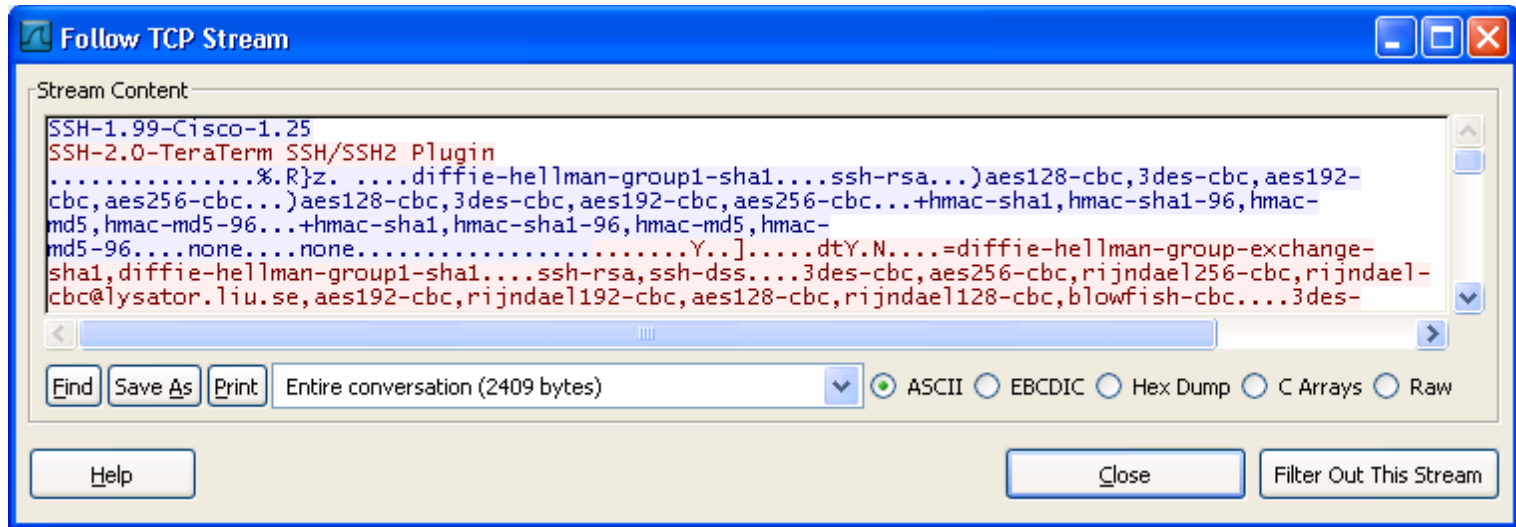 Follow TCP Stream
Stream Content
SSH-1.99-Cisco-1.25
SSH-2.0-TeraTerm SSH/SSH2 Plugin
...............%.R}z. ....diffie-hellman-group1-sha1....ssh-rsa...)aes128-cbc,3des-cbc,aes192-
cbc,aes256-cbc...)aes128-cbc,3des-cbc,aes192-cbc,aes256-cbc...+hmac-sha1,hmac-sha1-96,hmac-
md5,hmac-md5-96...+hmac-sha1,hmac-sha1-96,hmac-md5,hmac-
md5-96....none....none.........................Y..].....dtY.N....=diffie-hellman-group-exchange-
sha1,diffie-hellman-group1-sha1....ssh-rsa,ssh-dss....3des-cbc,aes256-cbc,rijndael256-cbc,rijndael-
cbc@lysator.liu.se,aes192-cbc,rijndael192-cbc,aes128-cbc,rijndael128-cbc,blowfish-cbc....3des-
Find Save As Print Entire conversation (2409 bytes) ASCII EBCDIC Hex Dump C Arrays Raw
Help Close Filter Out This Stream